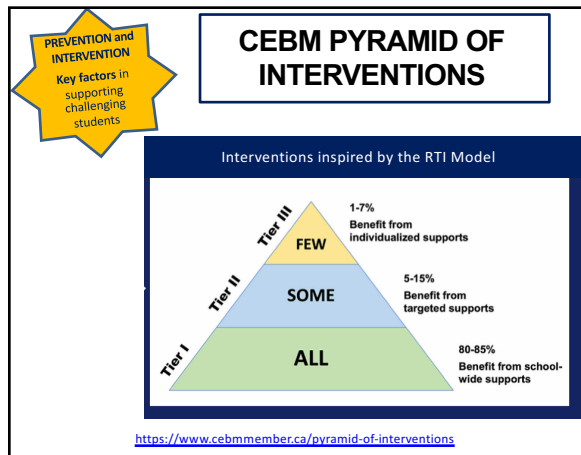 PREVENTION and
INTERVENTION
Key factors in
supporting
challenging
students
CEBM PYRAMID OF
INTERVENTIONS
Interventions inspired by the RTI Model
Tier III
FEW
1-7%
Benefit from
individualized supports
Tier II
SOME
5-15%
Benefit from
targeted supports
Tier I
ALL
80-85%
Benefit from school-
wide supports
https://www.cebmmember.ca/pyramid-of-interventions